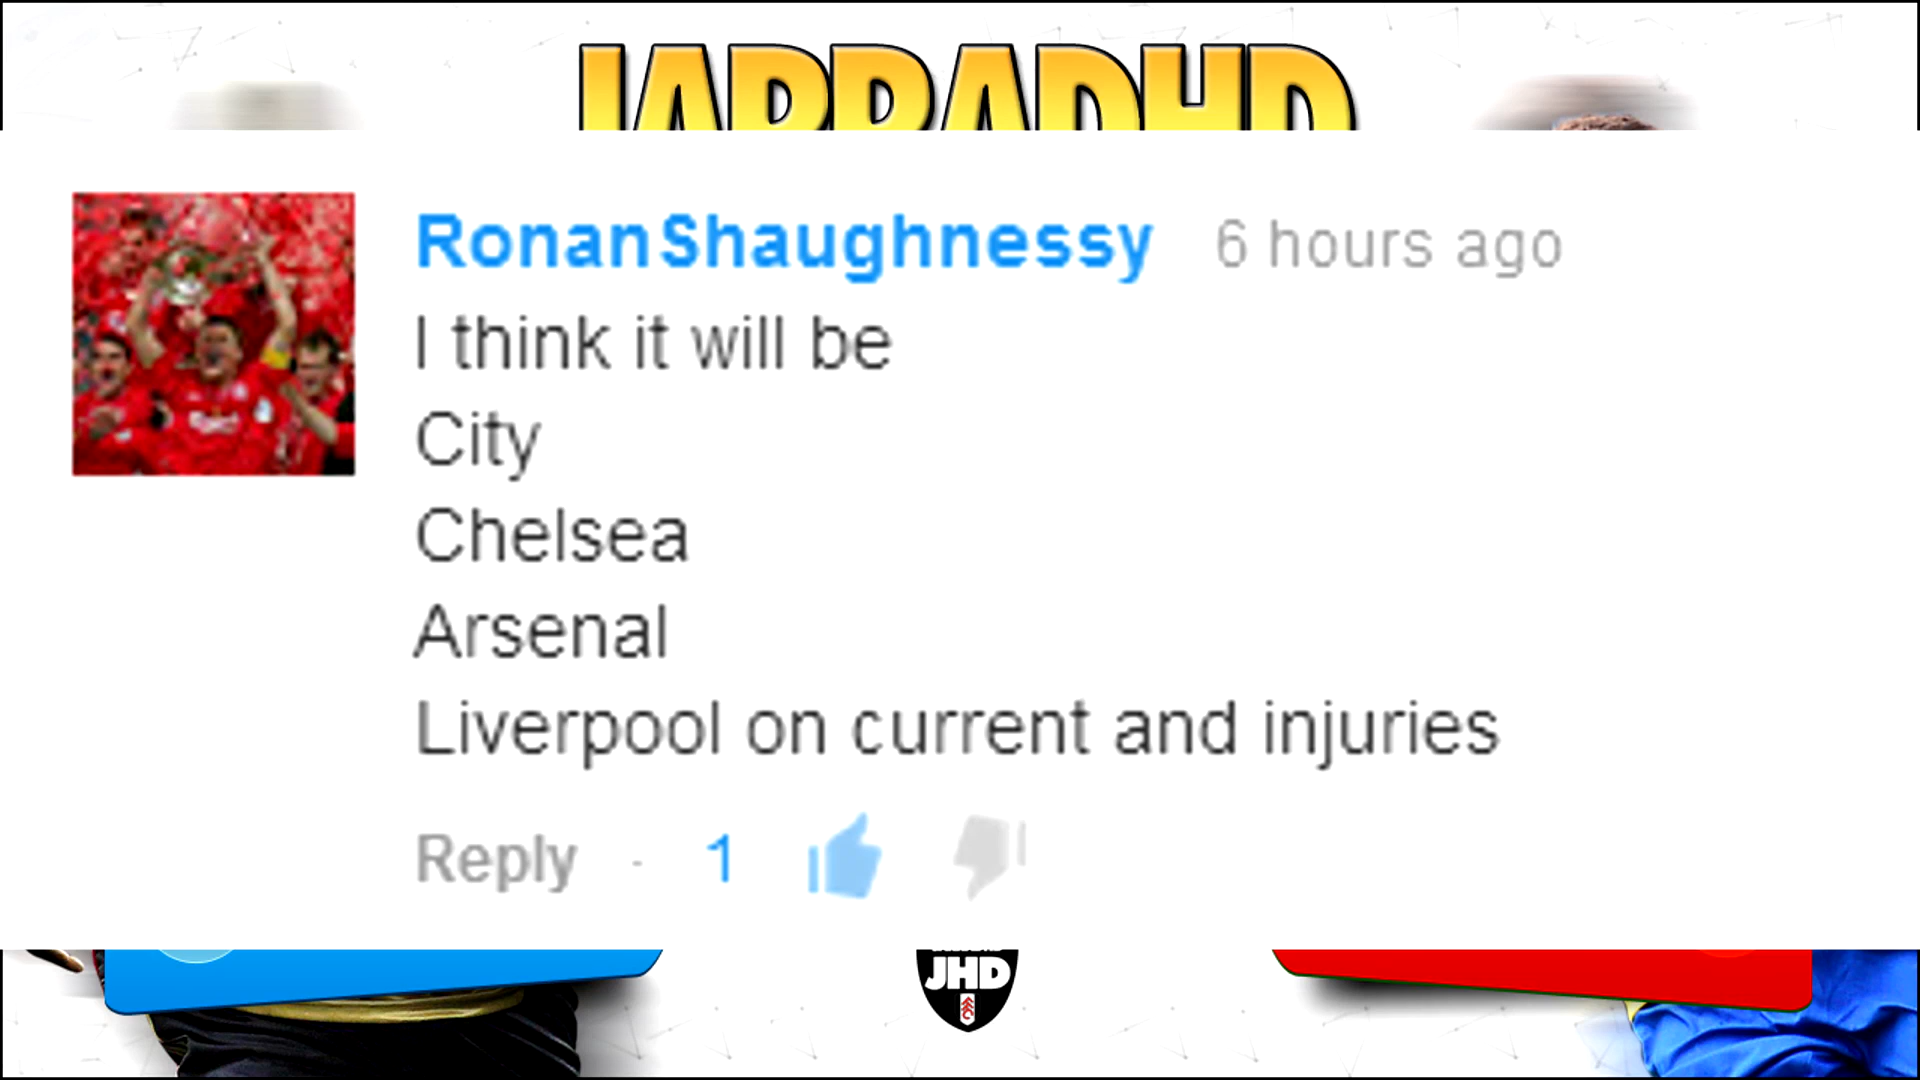 JARRADHD
RonanShaughnessy 6 hours ago
I think it will be
City
Chelsea
Arsenal
Liverpool on current and injuries
Reply · 1
JHD